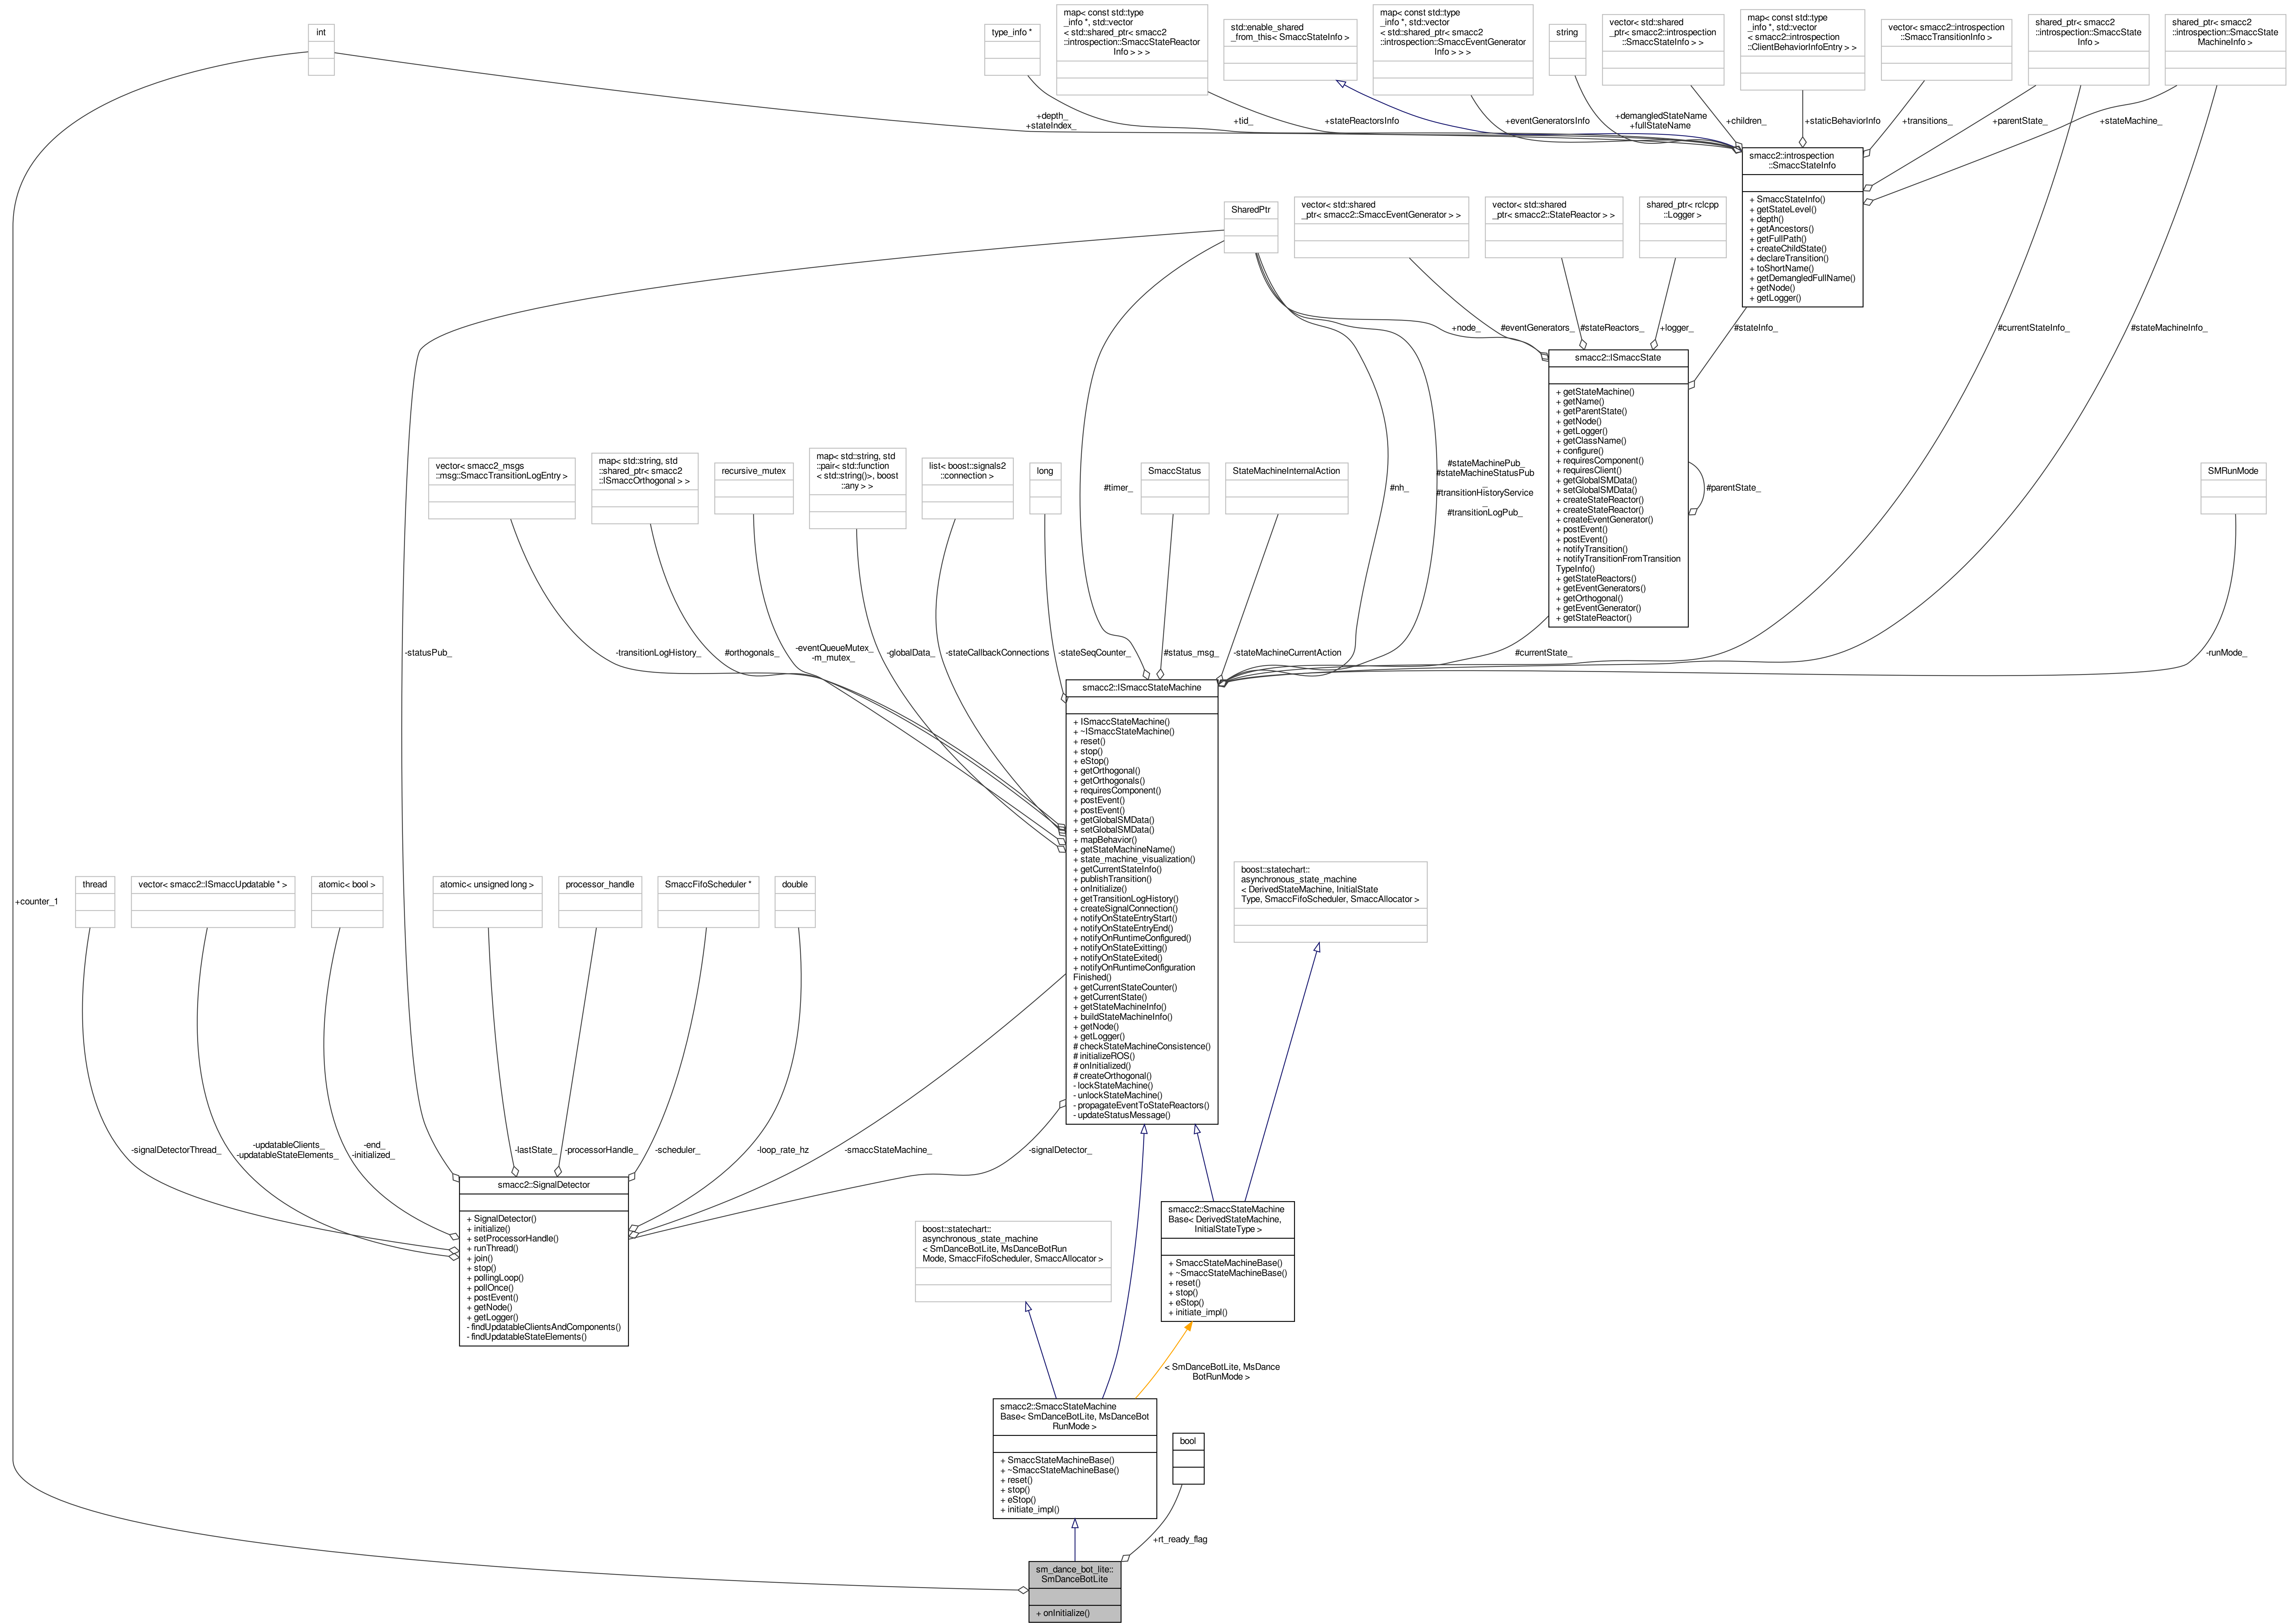 int
type_info *
map< const std::type
_info *, std::vector
< std::shared_ptr< smacc2
::introspection::SmaccStateReactor
Info > > >
std::enable_shared
_from_this< SmaccStateInfo >
map< const std::type
_info *, std::vector
< std::shared_ptr< smacc2
::introspection::SmaccEventGenerator
Info > > >
string
vector< std::shared
_ptr< smacc2::introspection
::SmaccStateInfo > >
map< const std::type
_info *, std::vector
< smacc2::introspection
::ClientBehaviorInfoEntry > >
vector< smacc2::introspection
::SmaccTransitionInfo >
shared_ptr< smacc2
::introspection::SmaccState
Info >
shared_ptr< smacc2
::introspection::SmaccState
MachineInfo >
+depth_
+stateIndex_
+tid_
+stateReactorsInfo
+eventGeneratorsInfo
+demangledStateName
+fullStateName
+children_
+staticBehaviorInfo
+transitions_
+parentState_
+stateMachine_
smacc2::introspection
::SmaccStateInfo
+ SmaccStateInfo()
+ getStateLevel()
+ depth()
+ getAncestors()
+ getFullPath()
+ createChildState()
+ declareTransition()
+ toShortName()
+ getDemangledFullName()
+ getNode()
+ getLogger()
SharedPtr
vector< std::shared
_ptr< smacc2::SmaccEventGenerator > >
vector< std::shared
_ptr< smacc2::StateReactor > >
shared_ptr< rclcpp
::Logger >
+node_
#eventGenerators_
#stateReactors_
+logger_
#stateInfo_
#currentStateInfo_
#stateMachineInfo_
smacc2::ISmaccState
+ getStateMachine()
+ getName()
+ getParentState()
+ getNode()
+ getLogger()
+ getClassName()
+ configure()
+ requiresComponent()
+ requiresClient()
+ getGlobalSMData()
+ setGlobalSMData()
+ createStateReactor()
+ createStateReactor()
+ createEventGenerator()
+ postEvent()
+ postEvent()
+ notifyTransition()
+ notifyTransitionFromTransition
TypeInfo()
+ getStateReactors()
+ getEventGenerators()
+ getOrthogonal()
+ getEventGenerator()
+ getStateReactor()
#parentState_
vector< smacc2_msgs
::msg::SmaccTransitionLogEntry >
map< std::string, std
::shared_ptr< smacc2
::ISmaccOrthogonal > >
recursive_mutex
map< std::string, std
::pair< std::function
< std::string()>, boost
::any > >
list< boost::signals2
::connection >
long
SmaccStatus
StateMachineInternalAction
SMRunMode
#timer_
#nh_
#stateMachinePub_
#stateMachineStatusPub
_
#transitionHistoryService
_
#transitionLogPub_
-statusPub_
-transitionLogHistory_
#orthogonals_
-eventQueueMutex_
-m_mutex_
-globalData_
-stateCallbackConnections
-stateSeqCounter_
#status_msg_
-stateMachineCurrentAction
#currentState_
-runMode_
smacc2::ISmaccStateMachine
+ ISmaccStateMachine()
+ ~ISmaccStateMachine()
+ reset()
+ stop()
+ eStop()
+ getOrthogonal()
+ getOrthogonals()
+ requiresComponent()
+ postEvent()
+ postEvent()
+ getGlobalSMData()
+ setGlobalSMData()
+ mapBehavior()
+ getStateMachineName()
+ state_machine_visualization()
+ getCurrentStateInfo()
+ publishTransition()
+ onInitialize()
+ getTransitionLogHistory()
+ createSignalConnection()
+ notifyOnStateEntryStart()
+ notifyOnStateEntryEnd()
+ notifyOnRuntimeConfigured()
+ notifyOnStateExitting()
+ notifyOnStateExited()
+ notifyOnRuntimeConfiguration
Finished()
+ getCurrentStateCounter()
+ getCurrentState()
+ getStateMachineInfo()
+ buildStateMachineInfo()
+ getNode()
+ getLogger()
# checkStateMachineConsistence()
# initializeROS()
# onInitialized()
# createOrthogonal()
- lockStateMachine()
- unlockStateMachine()
- propagateEventToStateReactors()
- updateStatusMessage()
+counter_1
thread
vector< smacc2::ISmaccUpdatable * >
atomic< bool >
atomic< unsigned long >
processor_handle
SmaccFifoScheduler *
double
boost::statechart::
asynchronous_state_machine
< DerivedStateMachine, InitialState
Type, SmaccFifoScheduler, SmaccAllocator >
-signalDetectorThread_
-updatableClients_
-updatableStateElements_
-end_
-initialized_
-lastState_
-processorHandle_
-scheduler_
-loop_rate_hz
-smaccStateMachine_
-signalDetector_
smacc2::SignalDetector
+ SignalDetector()
+ initialize()
+ setProcessorHandle()
+ runThread()
+ join()
+ stop()
+ pollingLoop()
+ pollOnce()
+ postEvent()
+ getNode()
+ getLogger()
- findUpdatableClientsAndComponents()
- findUpdatableStateElements()
boost::statechart::
asynchronous_state_machine
< SmDanceBotLite, MsDanceBotRun
Mode, SmaccFifoScheduler, SmaccAllocator >
smacc2::SmaccStateMachine
Base< DerivedStateMachine,
InitialStateType >
+ SmaccStateMachineBase()
+ ~SmaccStateMachineBase()
+ reset()
+ stop()
+ eStop()
+ initiate_impl()
< SmDanceBotLite, MsDance
BotRunMode >
smacc2::SmaccStateMachine
Base< SmDanceBotLite, MsDanceBot
RunMode >
+ SmaccStateMachineBase()
+ ~SmaccStateMachineBase()
+ reset()
+ stop()
+ eStop()
+ initiate_impl()
bool
+rt_ready_flag
sm_dance_bot_lite::
SmDanceBotLite
+ onInitialize()